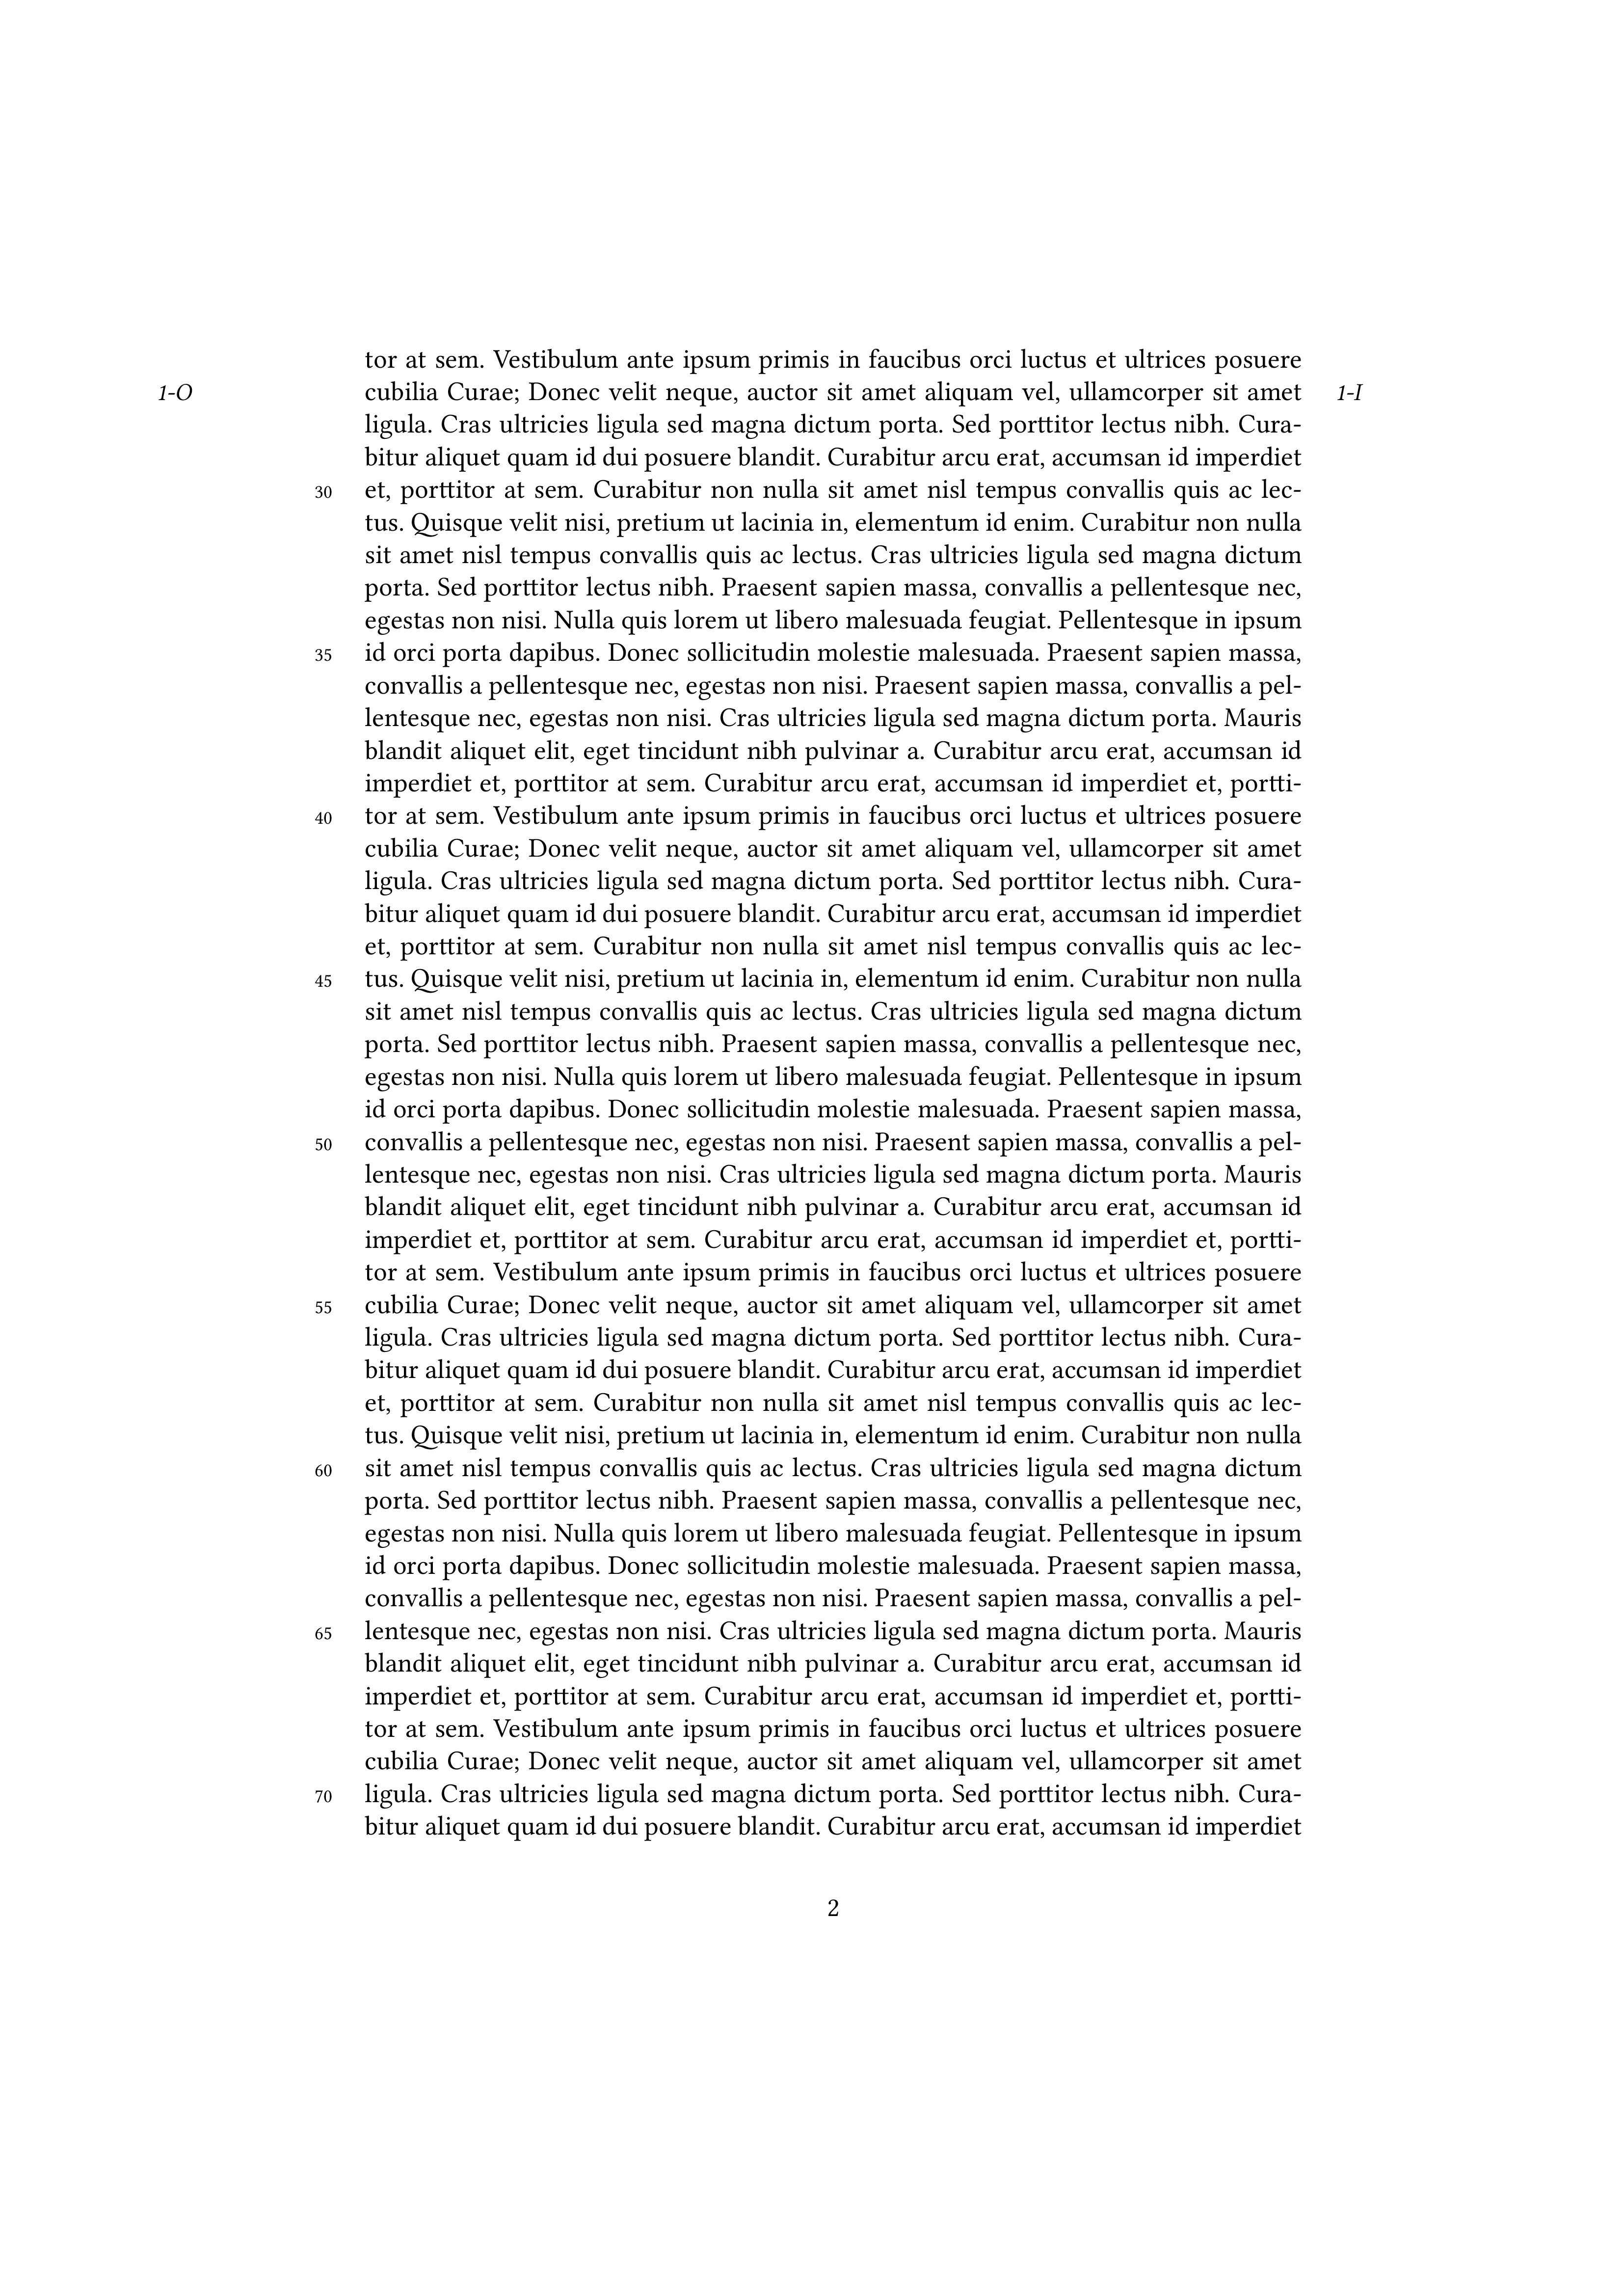 tor at sem. Vestibulum ante ipsum primis in faucibus orci luctus et ultrices posuere
1-O cubilia Curae; Donec velit neque, auctor sit amet aliquam vel, ullamcorper sit amet 1-I
ligula. Cras ultricies ligula sed magna dictum porta. Sed porttitor lectus nibh. Cura-
bitur aliquet quam id dui posuere blandit. Curabitur arcu erat, accumsan id imperdiet
30 et, porttitor at sem. Curabitur non nulla sit amet nisl tempus convallis quis ac lec-
tus. Quisque velit nisi, pretium ut lacinia in, elementum id enim. Curabitur non nulla
sit amet nisl tempus convallis quis ac lectus. Cras ultricies ligula sed magna dictum
porta. Sed porttitor lectus nibh. Praesent sapien massa, convallis a pellentesque nec,
egestas non nisi. Nulla quis lorem ut libero malesuada feugiat. Pellentesque in ipsum
35 id orci porta dapibus. Donec sollicitudin molestie malesuada. Praesent sapien massa,
convallis a pellentesque nec, egestas non nisi. Praesent sapien massa, convallis a pel-
lentesque nec, egestas non nisi. Cras ultricies ligula sed magna dictum porta. Mauris
blandit aliquet elit, eget tincidunt nibh pulvinar a. Curabitur arcu erat, accumsan id
imperdiet et, porttitor at sem. Curabitur arcu erat, accumsan id imperdiet et, portti-
40 tor at sem. Vestibulum ante ipsum primis in faucibus orci luctus et ultrices posuere
cubilia Curae; Donec velit neque, auctor sit amet aliquam vel, ullamcorper sit amet
ligula. Cras ultricies ligula sed magna dictum porta. Sed porttitor lectus nibh. Cura-
bitur aliquet quam id dui posuere blandit. Curabitur arcu erat, accumsan id imperdiet
et, porttitor at sem. Curabitur non nulla sit amet nisl tempus convallis quis ac lec-
45 tus. Quisque velit nisi, pretium ut lacinia in, elementum id enim. Curabitur non nulla
sit amet nisl tempus convallis quis ac lectus. Cras ultricies ligula sed magna dictum
porta. Sed porttitor lectus nibh. Praesent sapien massa, convallis a pellentesque nec,
egestas non nisi. Nulla quis lorem ut libero malesuada feugiat. Pellentesque in ipsum
id orci porta dapibus. Donec sollicitudin molestie malesuada. Praesent sapien massa,
50 convallis a pellentesque nec, egestas non nisi. Praesent sapien massa, convallis a pel-
lentesque nec, egestas non nisi. Cras ultricies ligula sed magna dictum porta. Mauris
blandit aliquet elit, eget tincidunt nibh pulvinar a. Curabitur arcu erat, accumsan id
imperdiet et, porttitor at sem. Curabitur arcu erat, accumsan id imperdiet et, portti-
tor at sem. Vestibulum ante ipsum primis in faucibus orci luctus et ultrices posuere
55 cubilia Curae; Donec velit neque, auctor sit amet aliquam vel, ullamcorper sit amet
ligula. Cras ultricies ligula sed magna dictum porta. Sed porttitor lectus nibh. Cura-
bitur aliquet quam id dui posuere blandit. Curabitur arcu erat, accumsan id imperdiet
et, porttitor at sem. Curabitur non nulla sit amet nisl tempus convallis quis ac lec-
tus. Quisque velit nisi, pretium ut lacinia in, elementum id enim. Curabitur non nulla
60 sit amet nisl tempus convallis quis ac lectus. Cras ultricies ligula sed magna dictum
porta. Sed porttitor lectus nibh. Praesent sapien massa, convallis a pellentesque nec,
egestas non nisi. Nulla quis lorem ut libero malesuada feugiat. Pellentesque in ipsum
id orci porta dapibus. Donec sollicitudin molestie malesuada. Praesent sapien massa,
convallis a pellentesque nec, egestas non nisi. Praesent sapien massa, convallis a pel-
65 lentesque nec, egestas non nisi. Cras ultricies ligula sed magna dictum porta. Mauris
blandit aliquet elit, eget tincidunt nibh pulvinar a. Curabitur arcu erat, accumsan id
imperdiet et, porttitor at sem. Curabitur arcu erat, accumsan id imperdiet et, portti-
tor at sem. Vestibulum ante ipsum primis in faucibus orci luctus et ultrices posuere
cubilia Curae; Donec velit neque, auctor sit amet aliquam vel, ullamcorper sit amet
70 ligula. Cras ultricies ligula sed magna dictum porta. Sed porttitor lectus nibh. Cura-
bitur aliquet quam id dui posuere blandit. Curabitur arcu erat, accumsan id imperdiet
2